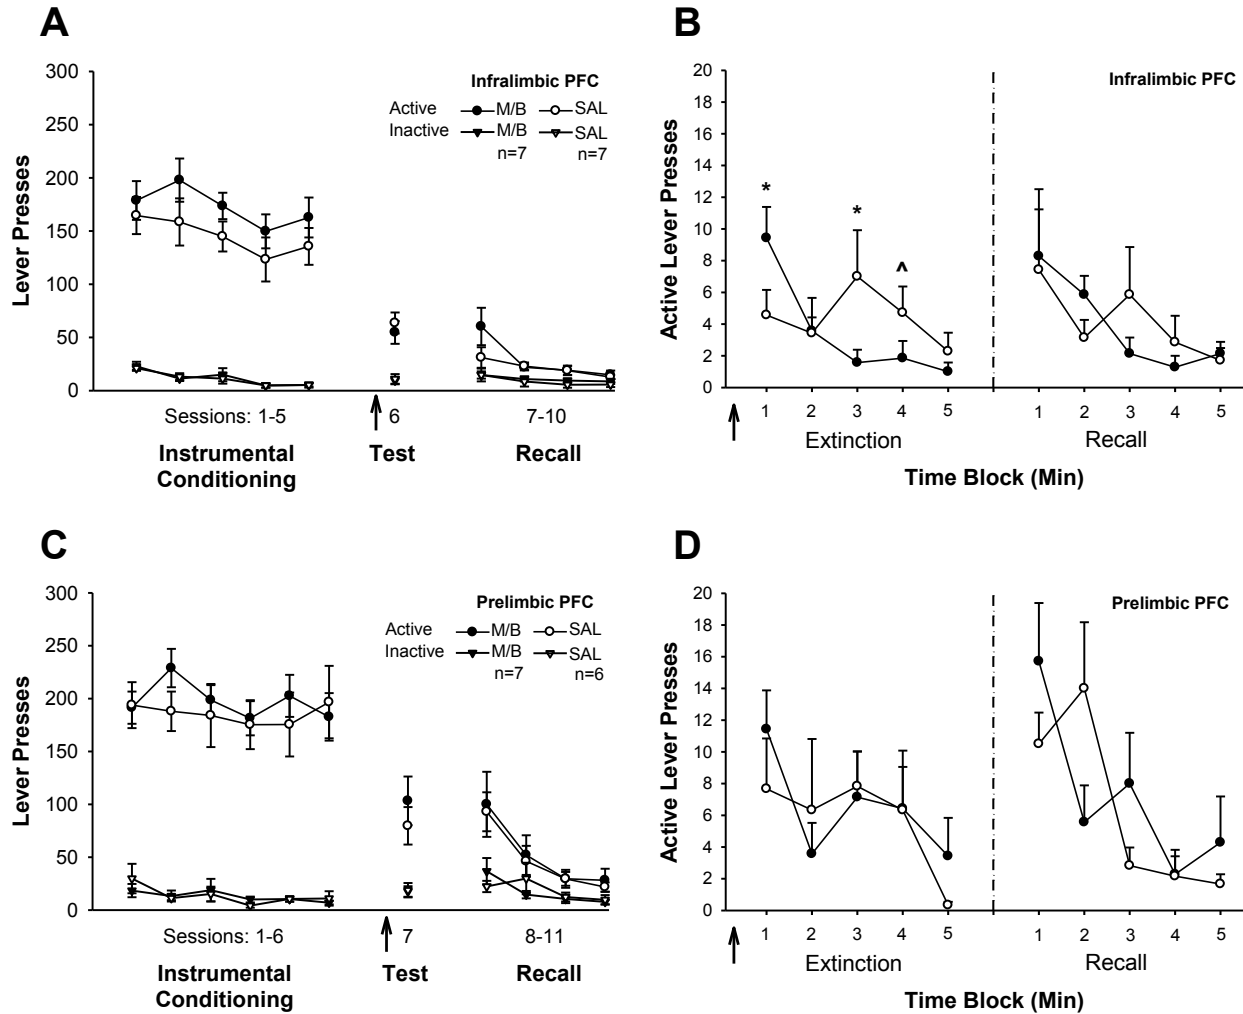 A
Lever Presses
300
250
200
150
100
50
0
Infralimbic PFC
Active M/B SAL
Inactive M/B SAL
n=7 n=7
Sessions: 1-5 6 7-10
Instrumental Conditioning Test Recall
B
Active Lever Presses
20
18
16
14
12
10
8
6
4
2
0
Infralimbic PFC
* * ^
1 2 3 4 5 1 2 3 4 5
Extinction Recall
Time Block (Min)
C
Lever Presses
300
250
200
150
100
50
0
Prelimbic PFC
Active M/B SAL
Inactive M/B SAL
n=7 n=6
Sessions: 1-6 7 8-11
Instrumental Conditioning Test Recall
D
Active Lever Presses
20
18
16
14
12
10
8
6
4
2
0
Prelimbic PFC
1 2 3 4 5 1 2 3 4 5
Extinction Recall
Time Block (Min)